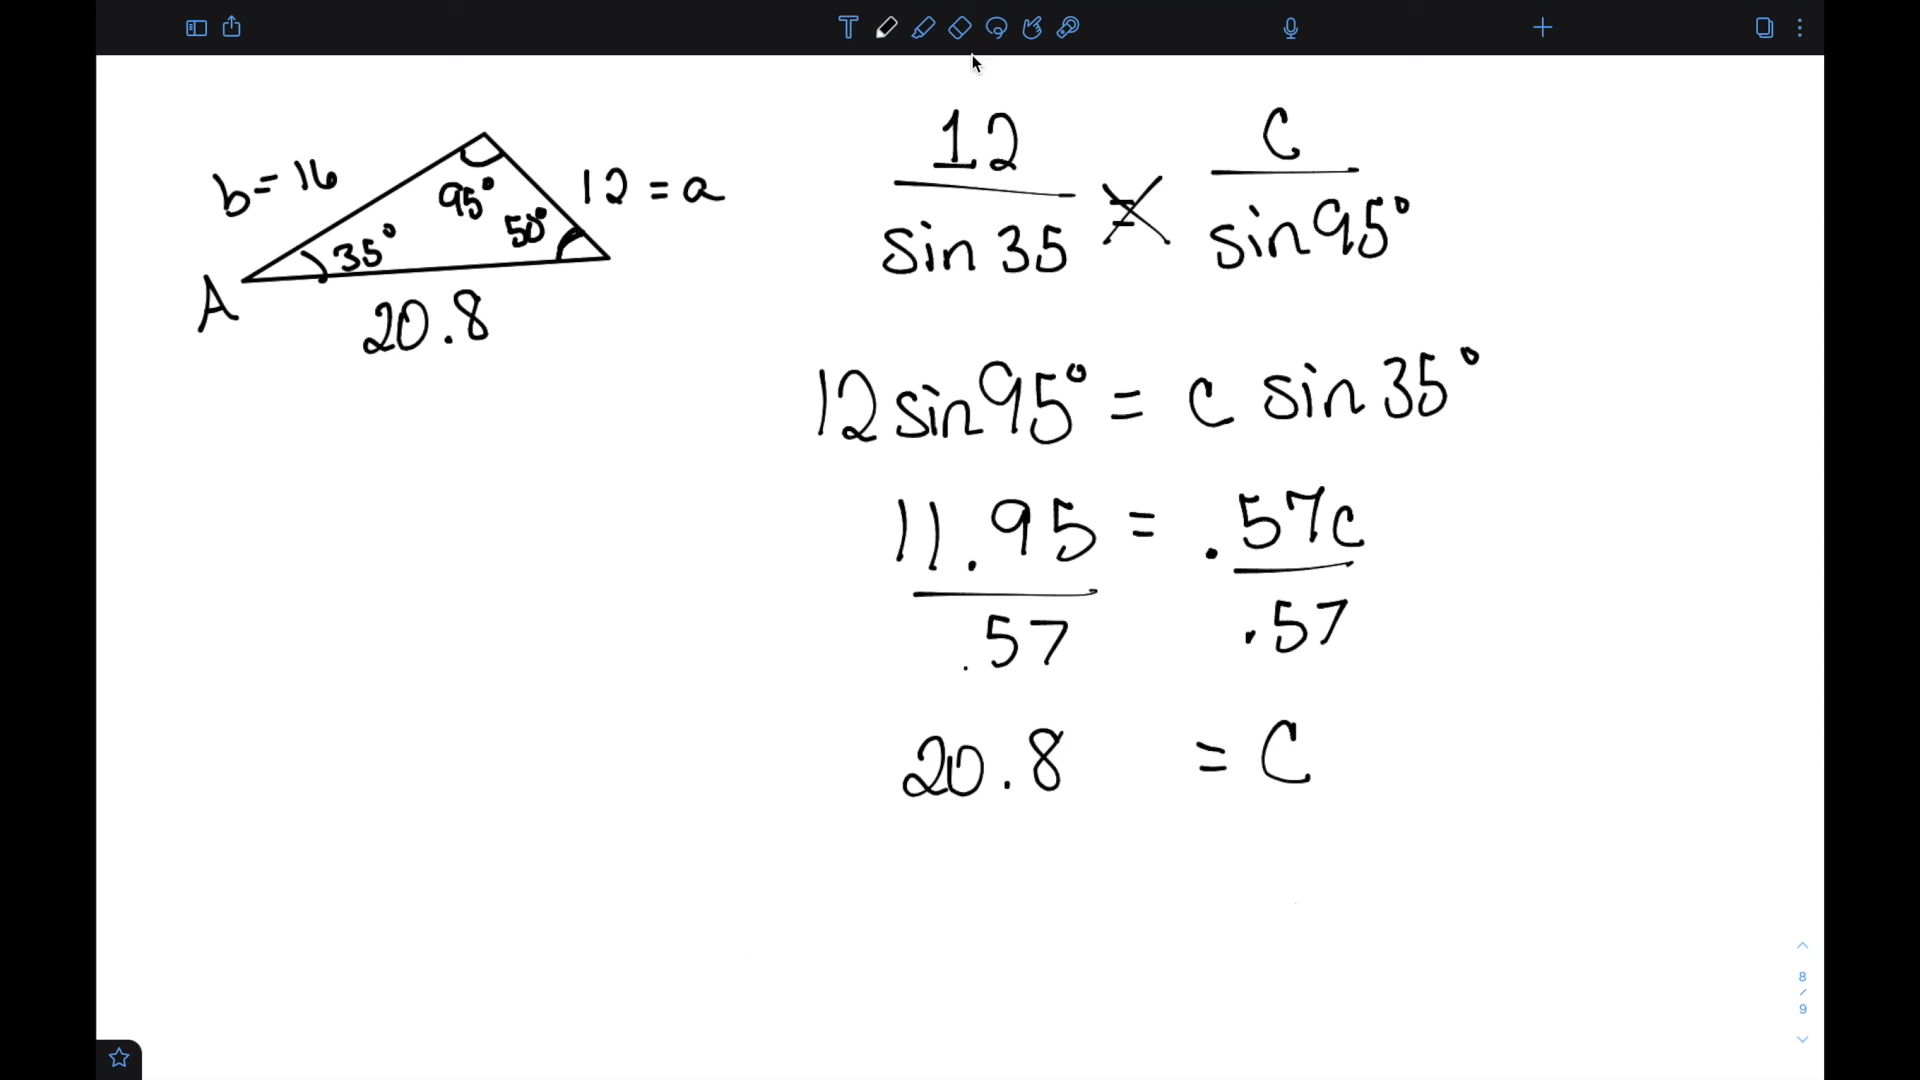 b=16
95°
12 = a
35°
50°
A
20.8
12 = c
sin 35 sin 95°
12 sin 95° = c sin 35°
11.95 = .57c
.57 .57
20.8 = C
8
/
9